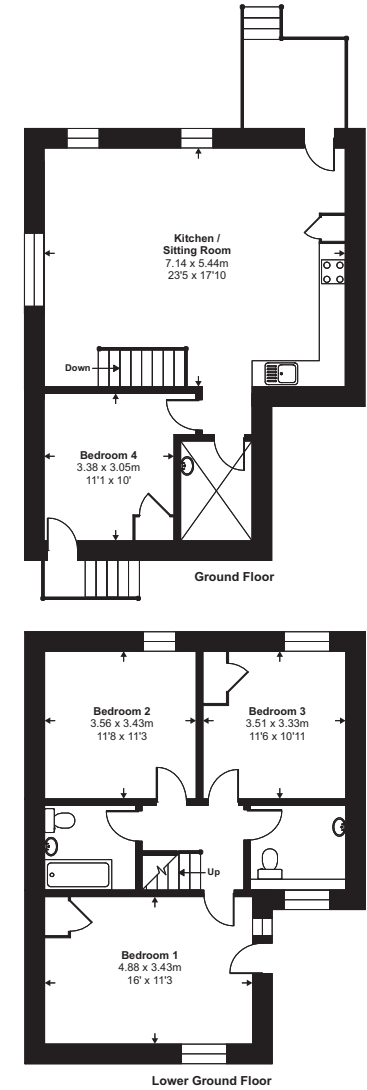 Kitchen /
Sitting Room
7.14 x 5.44m
23'5 x 17'10
Down
Bedroom 4
3.38 x 3.05m
11'1 x 10'
Ground Floor
Bedroom 2
3.56 x 3.43m
11'8 x 11'3
Bedroom 3
3.51 x 3.33m
11'6 x 10'11
Up
Bedroom 1
4.88 x 3.43m
16' x 11'3
Lower Ground Floor